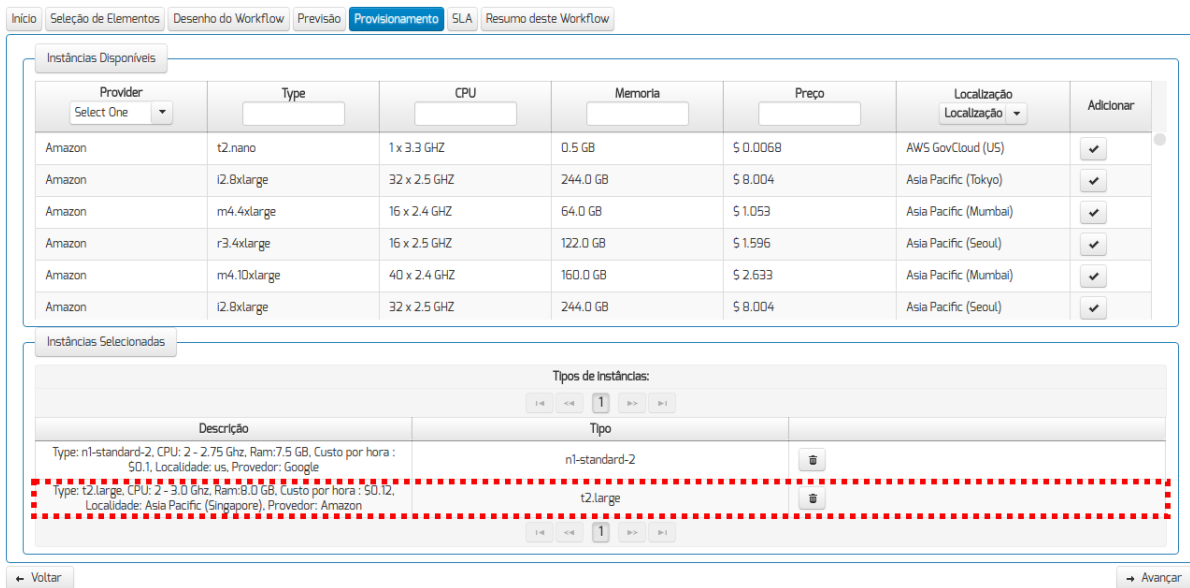 Início Seleção de Elementos Desenho do Workflow Previsão Provisionamento SLA Resumo deste Workflow
Instâncias Disponíveis
Provider Type CPU Memoria Preço Localização Adicionar
Select One Localização
Amazon t2.nano 1 x 3.3 GHZ 0.5 GB $ 0.0068 AWS GovCloud (US)
Amazon i2.8xlarge 32 x 2.5 GHZ 244.0 GB $ 8.004 Asia Pacific (Tokyo)
Amazon m4.4xlarge 16 x 2.4 GHZ 64.0 GB $ 1.053 Asia Pacific (Mumbai)
Amazon r3.4xlarge 16 x 2.5 GHZ 122.0 GB $ 1.596 Asia Pacific (Seoul)
Amazon m4.10xlarge 40 x 2.4 GHZ 160.0 GB $ 2.633 Asia Pacific (Mumbai)
Amazon i2.8xlarge 32 x 2.5 GHZ 244.0 GB $ 8.004 Asia Pacific (Seoul)
Instâncias Selecionadas
Tipos de instâncias:
1
Descrição Tipo
Type: n1-standard-2, CPU: 2 - 2.75 Ghz, Ram:7.5 GB, Custo por hora :
$0.1, Localidade: us, Provedor: Google
n1-standard-2
Type: t2.large, CPU: 2 - 3.0 Ghz, Ram:8.0 GB, Custo por hora : $0.12,
Localidade: Asia Pacific (Singapore), Provedor: Amazon
t2.large
1
Voltar Avançar